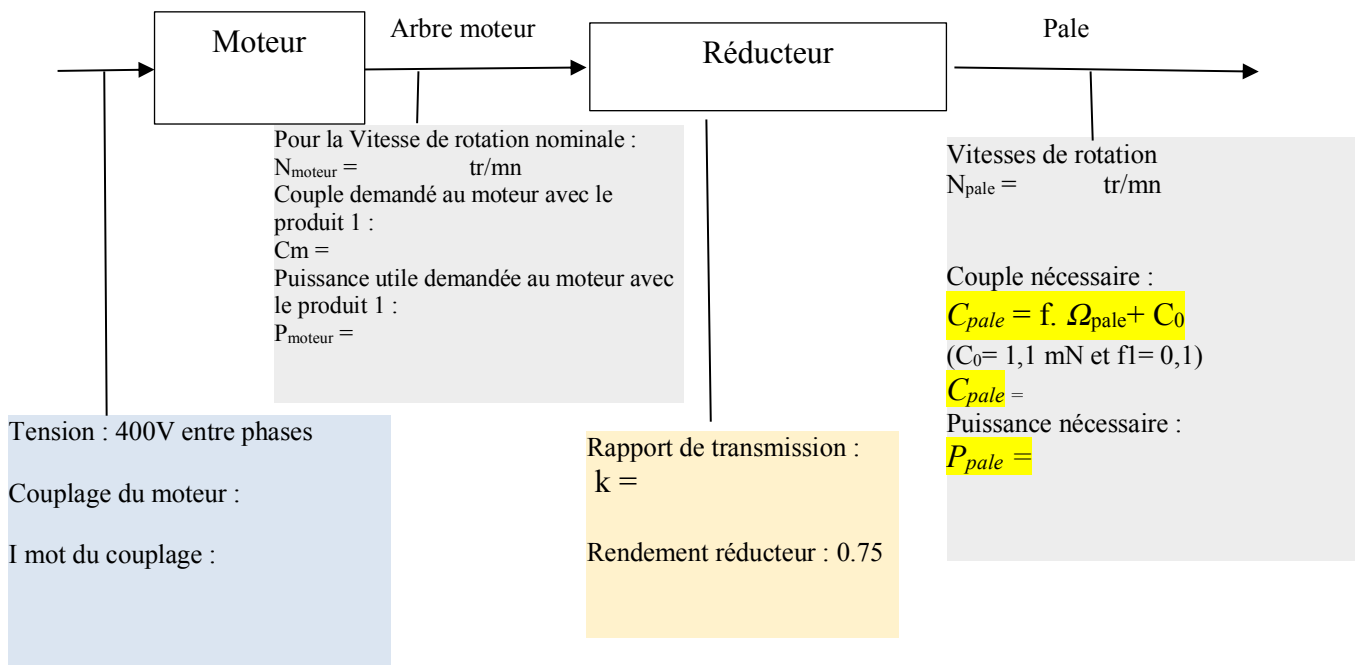 Moteur
Arbre moteur
Réducteur
Pale
Pour la Vitesse de rotation nominale :
Nmoteur = tr/mn
Couple demandé au moteur avec le
produit 1 :
Cm =
Puissance utile demandée au moteur avec
le produit 1 :
Pmoteur =
Vitesses de rotation
Npale = tr/mn
Couple nécessaire :
Cpale = f. Ωpale+ C0
(C0= 1,1 mN et f1= 0,1)
Cpale =
Puissance nécessaire :
Ppale =
Tension : 400V entre phases
Couplage du moteur :
I mot du couplage :
Rapport de transmission :
k =
Rendement réducteur : 0.75